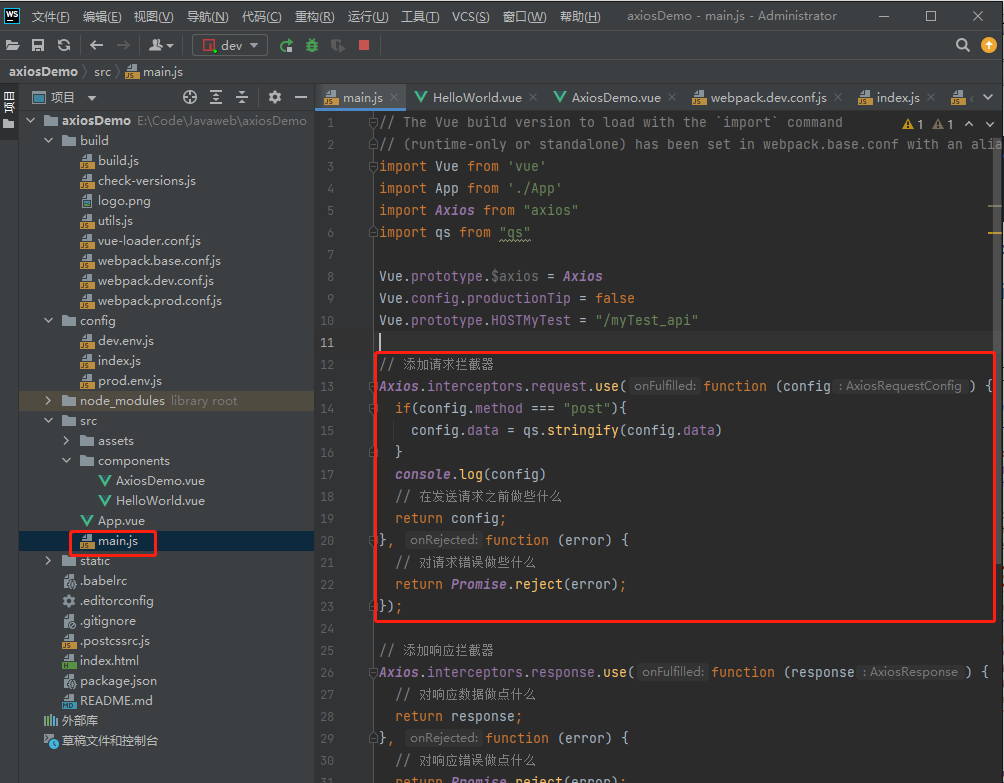 WS 文件(F) 编辑(E) 视图(V) 导航(N) 代码(C) 重构(R) 运行(U) 工具(T) VCS(S) 窗口(W) 帮助(H) axiosDemo - main.js - Administrator
dev
axiosDemo src main.js
项目
项目
main.js HelloWorld.vue AxiosDemo.vue webpack.dev.conf.js index.js
axiosDemo E:\Code\Javaweb\axiosDemo
build
build.js
check-versions.js
logo.png
utils.js
vue-loader.conf.js
webpack.base.conf.js
webpack.dev.conf.js
webpack.prod.conf.js
config
dev.env.js
index.js
prod.env.js
node_modules library root
src
assets
components
AxiosDemo.vue
HelloWorld.vue
App.vue
main.js
static
.babelrc
.editorconfig
.gitignore
.postcssrc.js
index.html
package.json
README.md
外部库
草稿文件和控制台
1 // The Vue build version to load with the `import` command 1 1
2 // (runtime-only or standalone) has been set in webpack.base.conf with an alia
3 import Vue from 'vue'
4 import App from './App'
5 import Axios from "axios"
6 import qs from "qs"
7
8 Vue.prototype.$axios = Axios
9 Vue.config.productionTip = false
10 Vue.prototype.HOSTMyTest = "/myTest_api"
11
12 // 添加请求拦截器
13 Axios.interceptors.request.use( onFulfilled: function (config : AxiosRequestConfig ) {
14 if(config.method === "post"){
15 config.data = qs.stringify(config.data)
16 }
17 console.log(config)
18 // 在发送请求之前做些什么
19 return config;
20 }, onRejected: function (error) {
21 // 对请求错误做些什么
22 return Promise.reject(error);
23 });
24
25 // 添加响应拦截器
26 Axios.interceptors.response.use( onFulfilled: function (response : AxiosResponse ) {
27 // 对响应数据做点什么
28 return response;
29 }, onRejected: function (error) {
30 // 对响应错误做点什么
31 return Promise.reject(error);